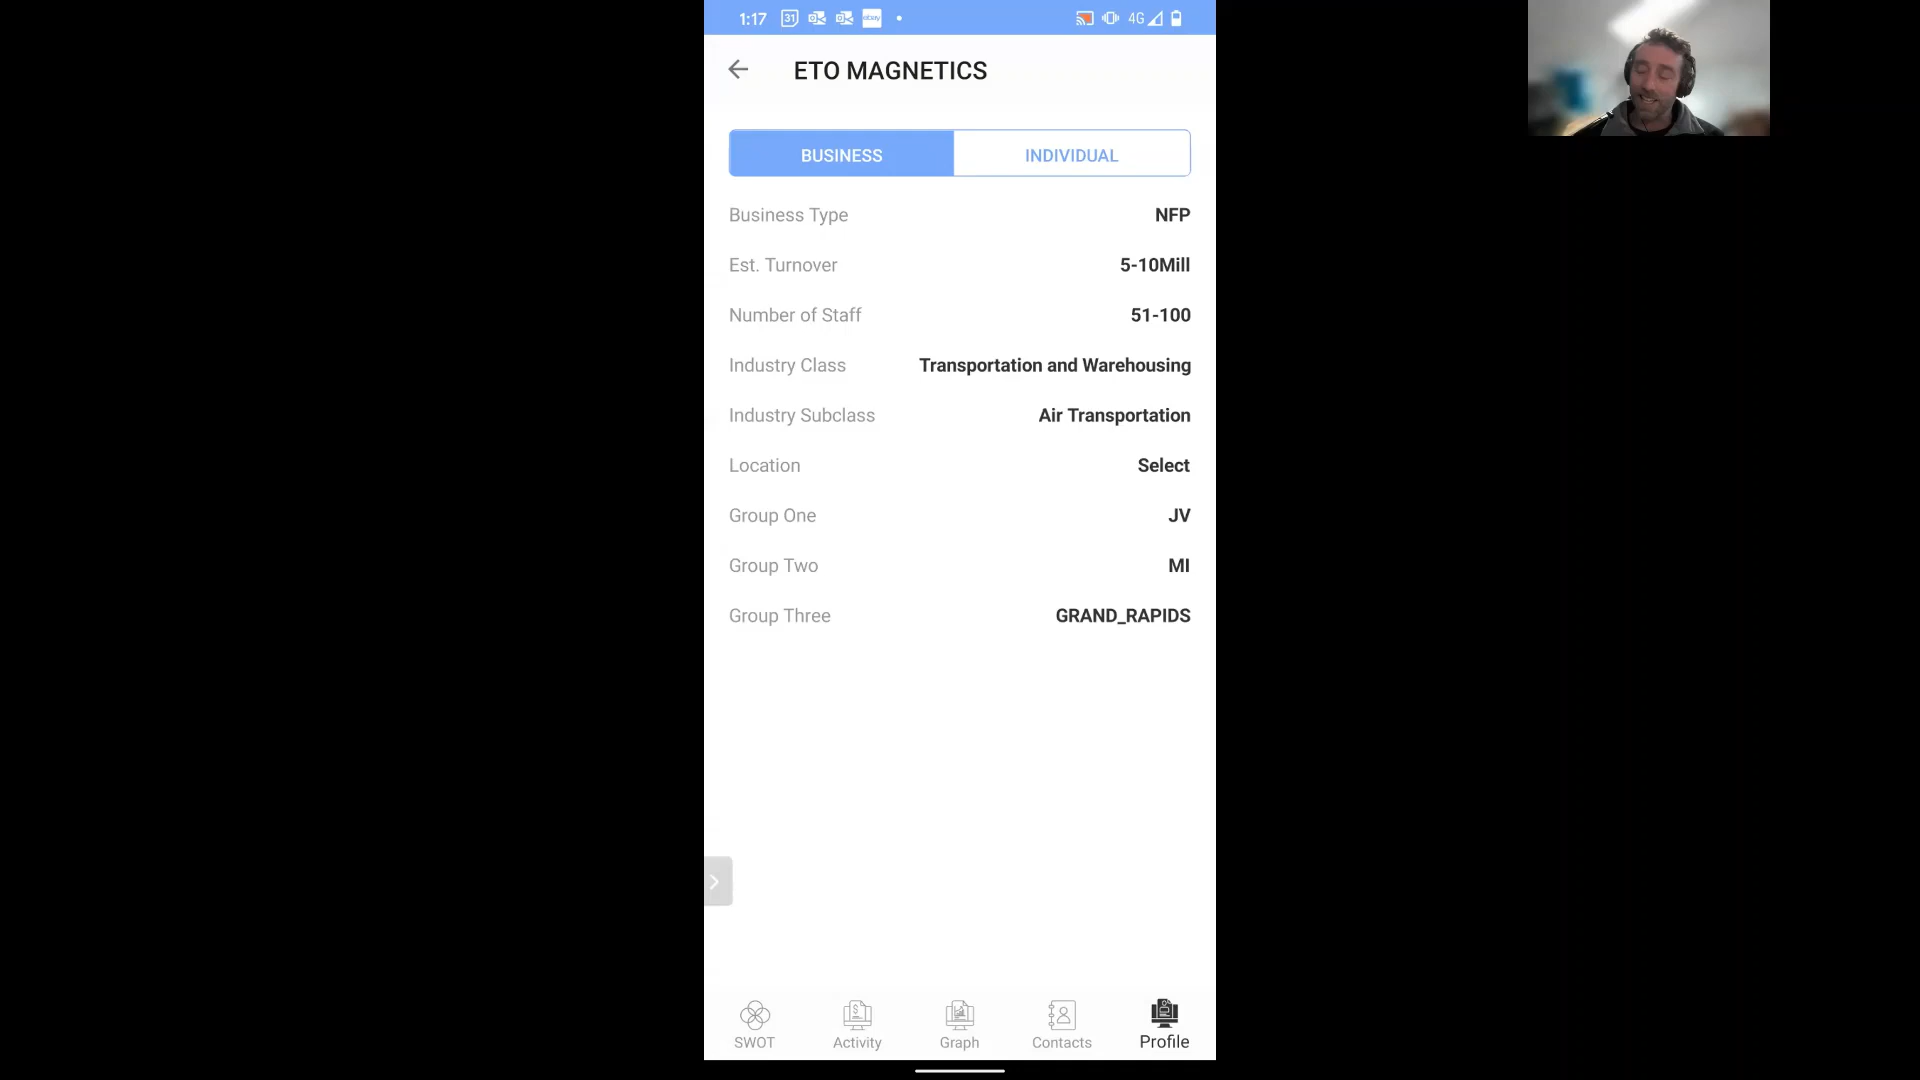 1:17 31 ebay 4G
ETO MAGNETICS
BUSINESS INDIVIDUAL
Business Type NFP
Est. Turnover 5-10Mill
Number of Staff 51-100
Industry Class Transportation and Warehousing
Industry Subclass Air Transportation
Location Select
Group One JV
Group Two MI
Group Three GRAND_RAPIDS
SWOT Activity Graph Contacts Profile